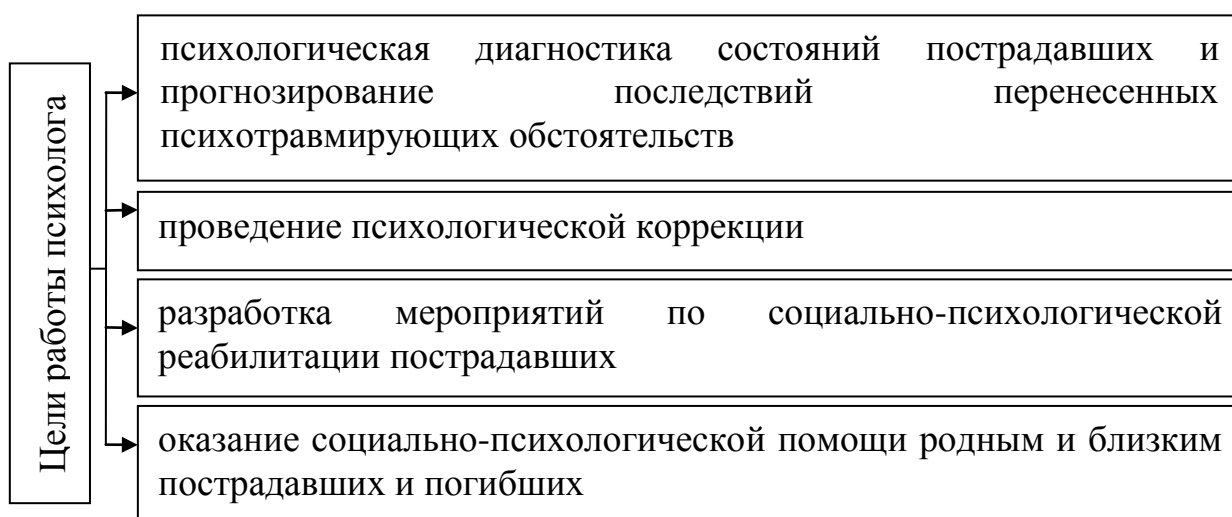 Цели работы психолога
психологическая диагностика состояний пострадавших и
прогнозирование последствий перенесенных
психотравмирующих обстоятельств
проведение психологической коррекции
разработка мероприятий по социально-психологической
реабилитации пострадавших
оказание социально-психологической помощи родным и близким
пострадавших и погибших